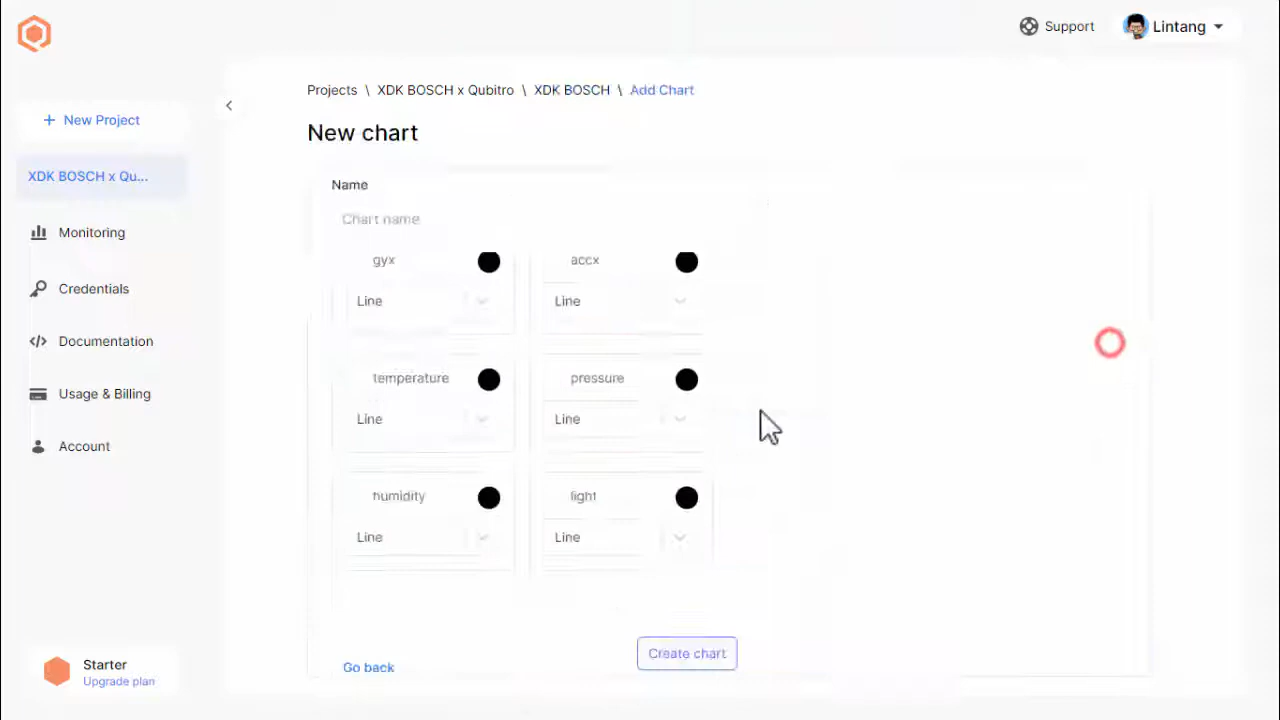 Support
Lintang
Projects \ XDK BOSCH x Qubitro \ XDK BOSCH \ Add Chart
+ New Project
New chart
XDK BOSCH x Qu...
Name
Chart name
Monitoring
gyx
accx
Credentials
Line
Line
Documentation
temperature
pressure
Usage & Billing
Line
Line
Account
humidity
light
Line
Line
Create chart
Go back
Starter
Upgrade plan